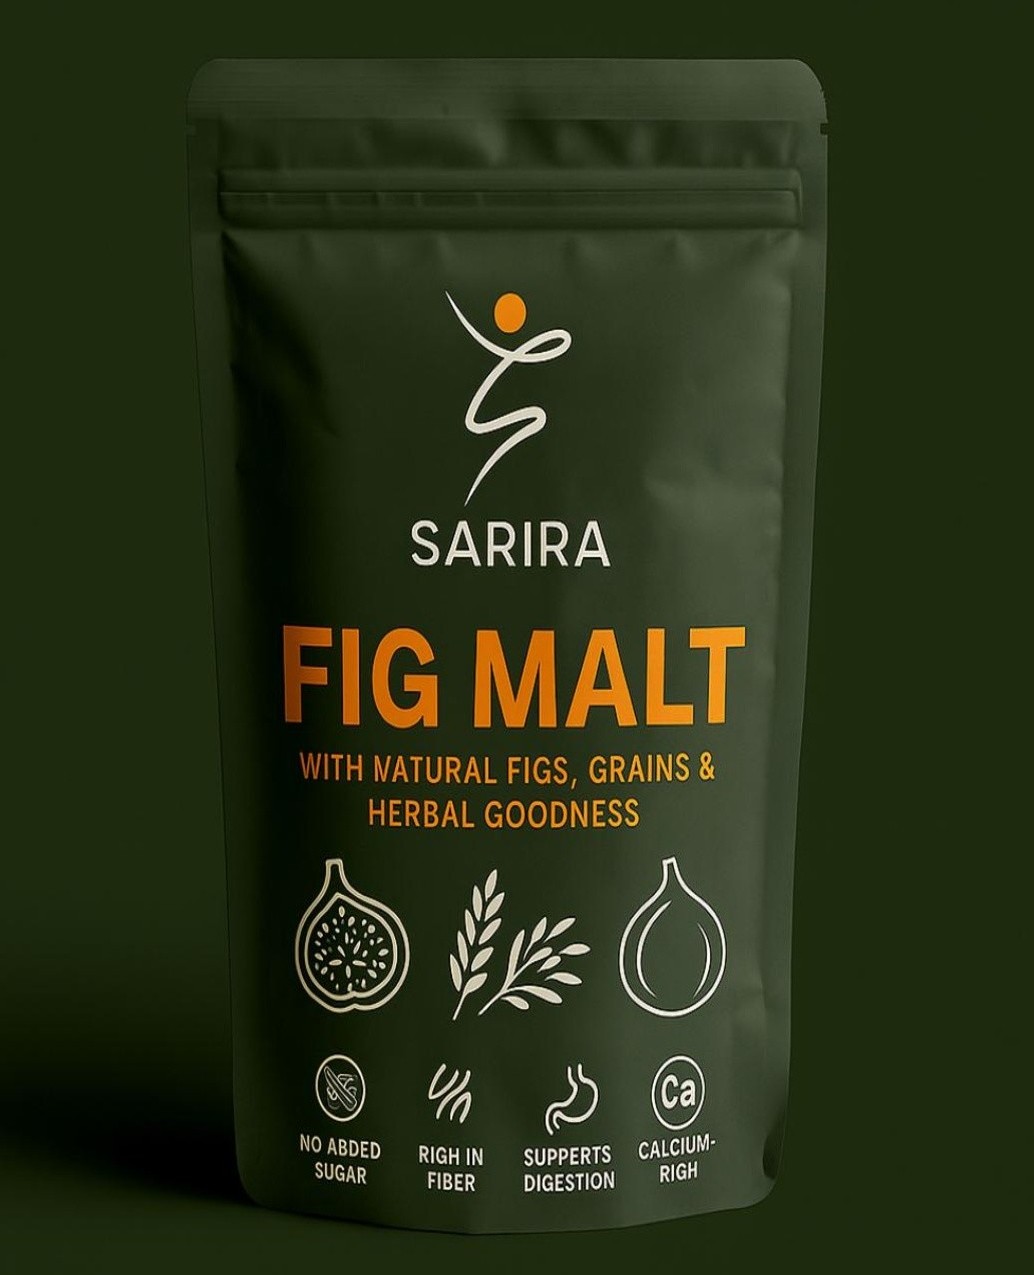 SARIRA
FIG MALT
WITH NATURAL FIGS, GRAINS &
HERBAL GOODNESS
Ca
NO ABDED
SUGAR
RIGH IN
FIBER
SUPPERTS
DIGESTION
CALCIUM-
RIGH